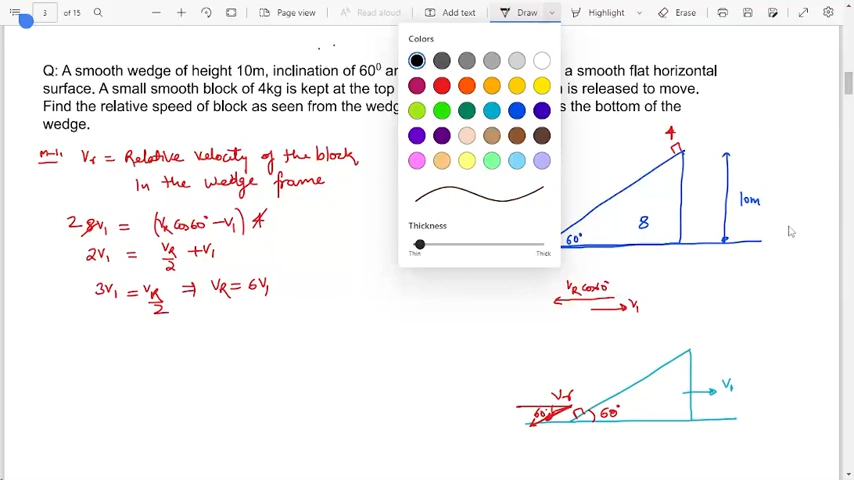 3 of 15 Page view Read aloud Add text Draw Highlight Erase
Colors
Q: A smooth wedge of height 10m, inclination of 60⁰ an
a smooth flat horizontal
surface. A small smooth block of 4kg is kept at the top
n is released to move.
Find the relative speed of block as seen from the wedg
s the bottom of the
wedge.
M-1. Vr = Relative velocity of the block
in the wedge frame
2 8V1 = (VR cos60° - V1) 4
2V1 = VR/2 + V1
3V1 = VR/2 ⇒ VR = 6V1
Thickness
Thin Thick
4
10m
8
60°
VR cos60°
V1
V1
Vr
60° 60°